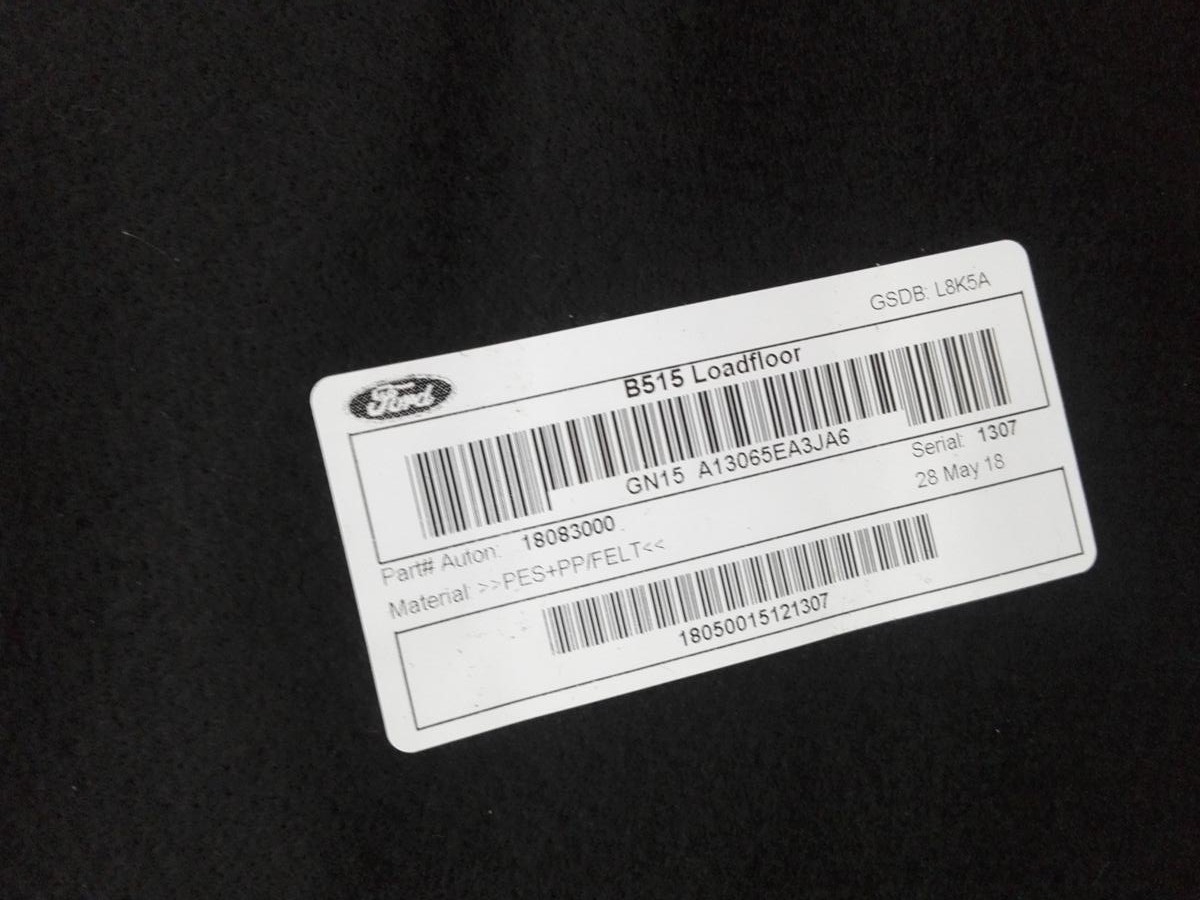 GSDB: L8K5A
Ford
B515 Loadfloor
GN15 A13065EA3JA6
Serial: 1307
Part# Auton: 18083000
28 May 18
Material: >>PES+PP/FELT<<
18050015121307